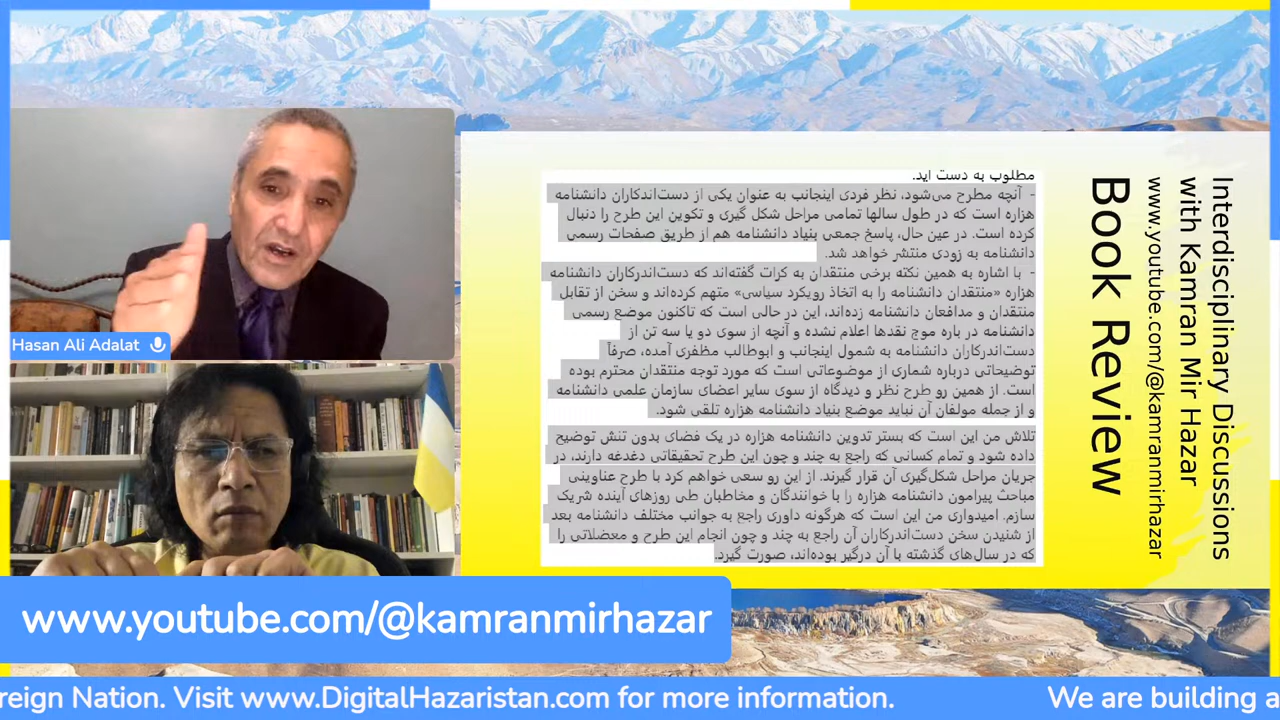 Hasan Ali Adalat
مطلوب به دست آید.
- آنچه مطرح می‌شود، نظر فردی اینجانب به عنوان یکی از دست‌اندکاران دانشنامه
هزاره است که در طول سالها تمامی مراحل شکل گیری و تکوین این طرح را دنبال
کرده است. در عین حال، پاسخ جمعی بنیاد دانشنامه هم از طریق صفحات رسمی
دانشنامه به زودی منتشر خواهد شد.
- با اشاره به همین نکته برخی منتقدان به کرات گفته‌اند که دست‌اندرکاران دانشنامه
هزاره «منتقدان دانشنامه را به اتخاذ رویکرد سیاسی» متهم کرده‌اند و سخن از تقابل
منتقدان و مدافعان دانشنامه زده‌اند، این در حالی است که تاکنون موضع رسمی
دانشنامه در باره موج نقدها اعلام نشده و آنچه از سوی دو یا سه تن از
دست‌اندرکاران دانشنامه به شمول اینجانب و ابوطالب مظفری آمده، صرفاً
توضیحاتی درباره شماری از موضوعاتی است که مورد توجه منتقدان محترم بوده
است. از همین رو طرح نظر و دیدگاه از سوی سایر اعضای سازمان علمی دانشنامه
و از جمله مولفان آن نباید موضع بنیاد دانشنامه هزاره تلقی شود.
تلاش من این است که بستر تدوین دانشنامه هزاره در یک فضای بدون تنش توضیح
داده شود و تمام کسانی که راجع به چند و چون این طرح تحقیقاتی دغدغه دارند، در
جریان مراحل شکل‌گیری آن قرار گیرند. از این رو سعی خواهم کرد با طرح عناوینی
مباحث پیرامون دانشنامه هزاره را با خوانندگان و مخاطبان طی روزهای آینده شریک
سازم. امیدواری من این است که هرگونه داوری راجع به جوانب مختلف دانشنامه بعد
از شنیدن سخن دست‌اندرکاران آن راجع به چند و چون انجام این طرح و معضلاتی را
که در سال‌های گذشته با آن درگیر بوده‌اند، صورت گیرد.
Interdisciplinary Discussions
with Kamran Mir Hazar
www.youtube.com/@kamranmirhazar
Book Review
www.youtube.com/@kamranmirhazar
reign Nation. Visit www.DigitalHazaristan.com for more information.
We are building a